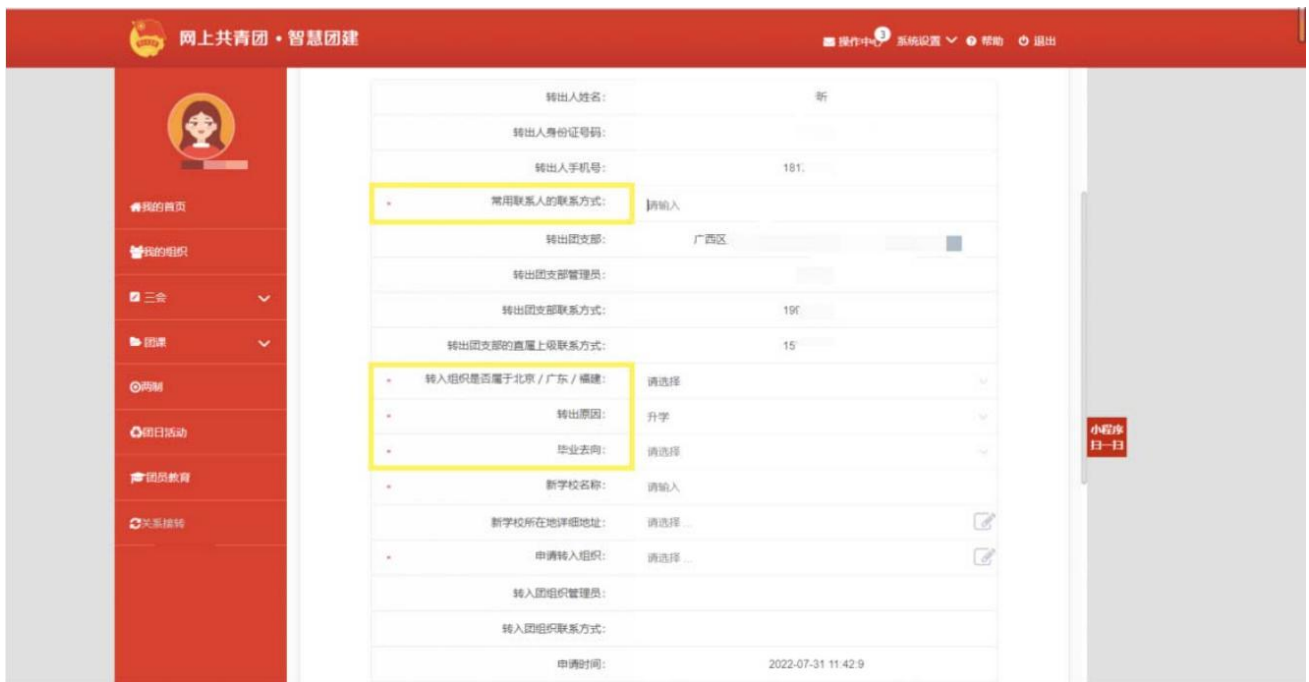 网上共青团·智慧团建
操作中心 3 系统设置 帮助 退出
转出人姓名： 昕
转出人身份证号码：
转出人手机号： 181.
我的首页
* 常用联系人的联系方式： 请输入
我的组织
转出团支部： 广西区
转出团支部管理员：
三会
转出团支部联系方式： 190
团课
转出团支部的直属上级联系方式： 15
两制
* 转入组织是否属于北京/广东/福建： 请选择
* 转出原因： 升学
团日活动
小程序
扫一扫
* 毕业去向： 请选择
团员教育
* 新学校名称： 请输入
关系接转
新学校所在地详细地址： 请选择...
* 申请转入组织： 请选择...
转入团组织管理员：
转入团组织联系方式：
申请时间： 2022-07-31 11:42:9